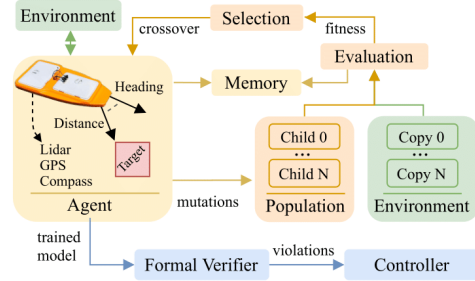 Environment
Selection
crossover
fitness
Evaluation
Heading
Memory
Distance
Target
Lidar
GPS
Compass
Child 0
...
Child N
Copy 0
...
Copy N
Agent
mutations
Population
Environment
trained
model
Formal Verifier
violations
Controller